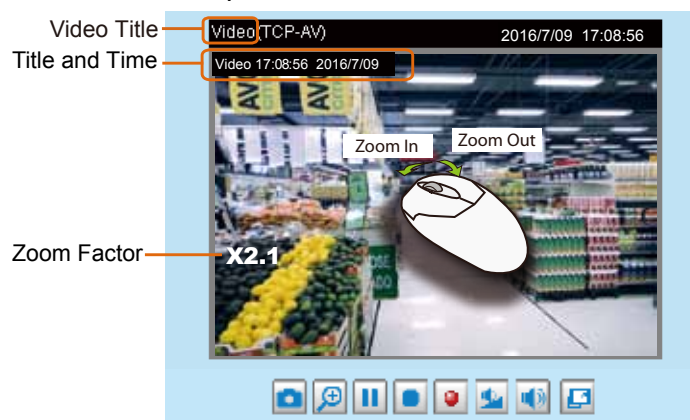 Video Title
Video(TCP-AV) 2016/7/09 17:08:56
Title and Time
Video 17:08:56 2016/7/09
Zoom In Zoom Out
Zoom Factor
X2.1